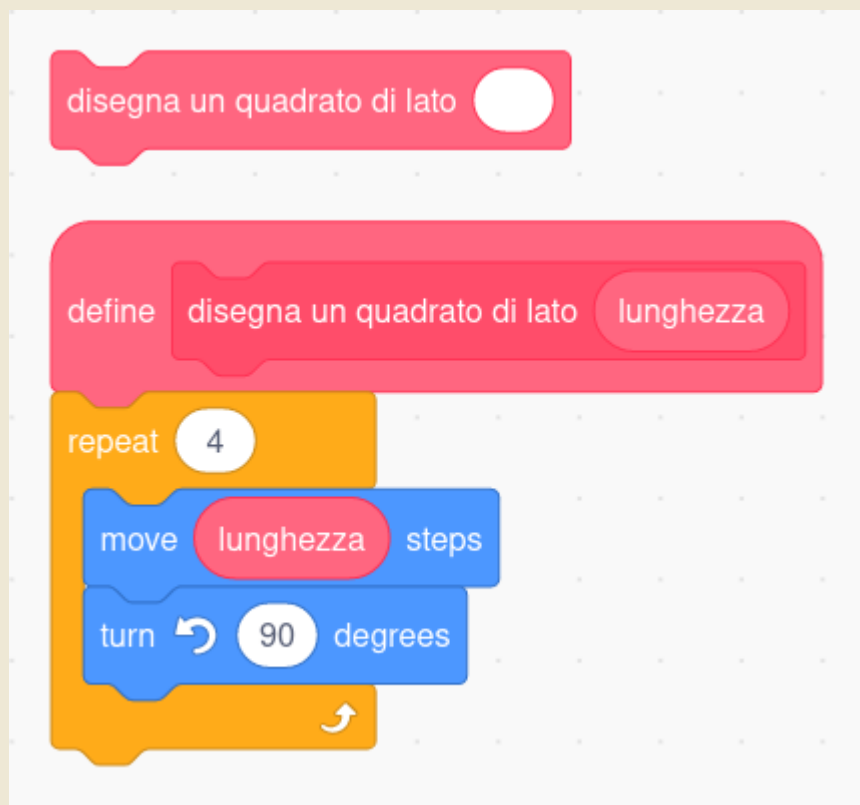 disegna un quadrato di lato
define disegna un quadrato di lato lunghezza
repeat 4
move lunghezza steps
turn 90 degrees